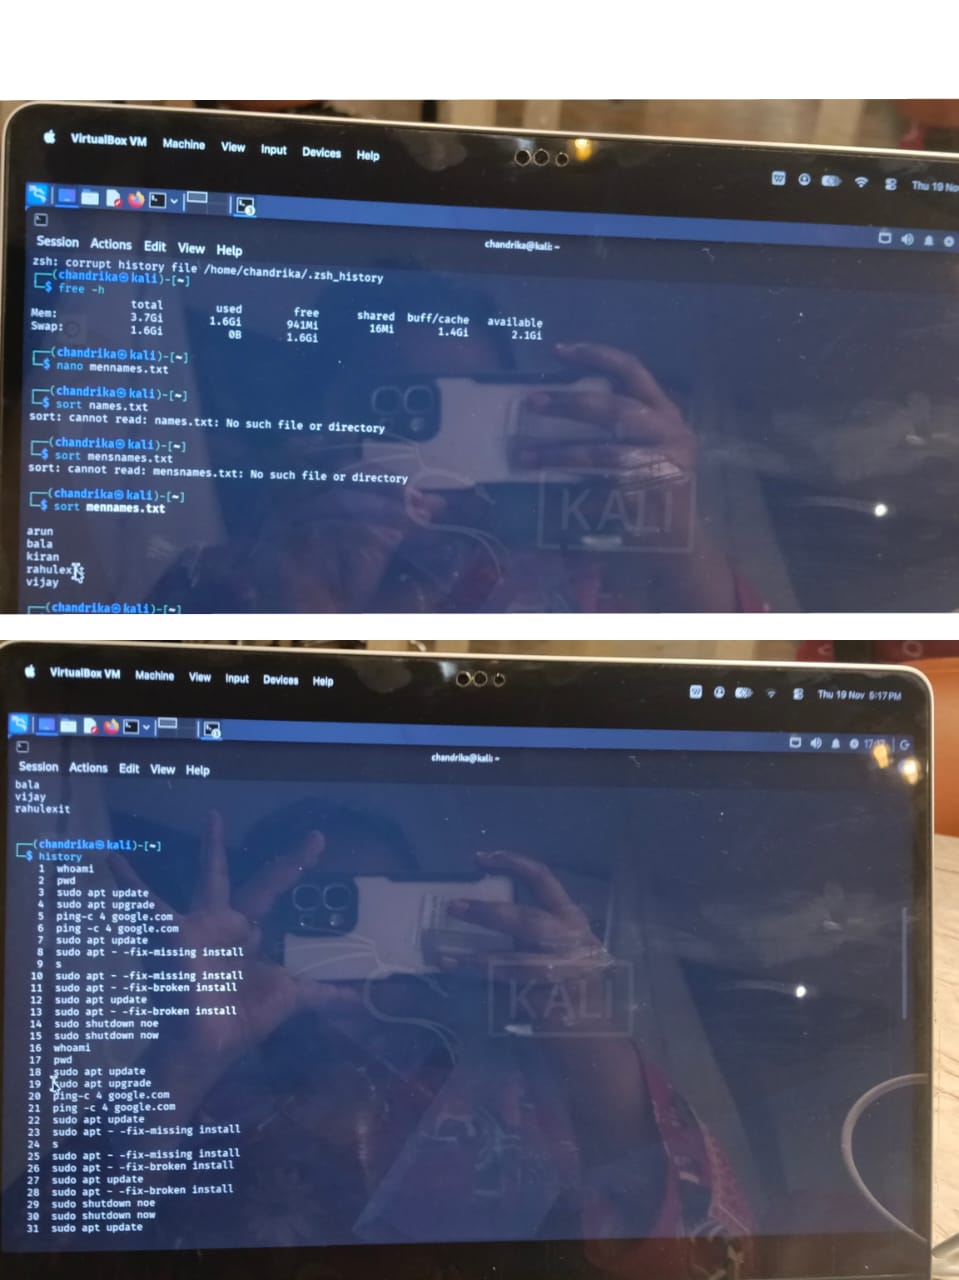 VirtualBox VM Machine View Input Devices Help
Thu 19 Nov
Session Actions Edit View Help
chandrika@kali: ~
zsh: corrupt history file /home/chandrika/.zsh_history
(chandrika㉿kali)-[~]
$ free -h
total used free shared buff/cache available
Mem: 3.7Gi 1.6Gi 941Mi 16Mi 1.4Gi 2.1Gi
Swap: 1.6Gi 0B 1.6Gi
(chandrika㉿kali)-[~]
$ nano mennames.txt
(chandrika㉿kali)-[~]
$ sort names.txt
sort: cannot read: names.txt: No such file or directory
(chandrika㉿kali)-[~]
$ sort mensnames.txt
sort: cannot read: mensnames.txt: No such file or directory
(chandrika㉿kali)-[~]
$ sort mennames.txt
KALI
arun
bala
kiran
rahulexit
vijay
(chandrika㉿kali)-[~]
VirtualBox VM Machine View Input Devices Help
Thu 19 Nov 5:17 PM
Session Actions Edit View Help
chandrika@kali: ~
bala
vijay
rahulexit
(chandrika㉿kali)-[~]
$ history
1 whoami
2 pwd
3 sudo apt update
4 sudo apt upgrade
5 ping-c 4 google.com
6 ping -c 4 google.com
7 sudo apt update
8 sudo apt - -fix-missing install
9 s
10 sudo apt - -fix-missing install
11 sudo apt - -fix-broken install
12 sudo apt update
13 sudo apt - -fix-broken install
14 sudo shutdown noe
15 sudo shutdown now
16 whoami
17 pwd
18 sudo apt update
19 sudo apt upgrade
20 ping-c 4 google.com
21 ping -c 4 google.com
22 sudo apt update
23 sudo apt - -fix-missing install
24 s
25 sudo apt - -fix-missing install
26 sudo apt - -fix-broken install
27 sudo apt update
28 sudo apt - -fix-broken install
29 sudo shutdown noe
30 sudo shutdown now
31 sudo apt update
KALI